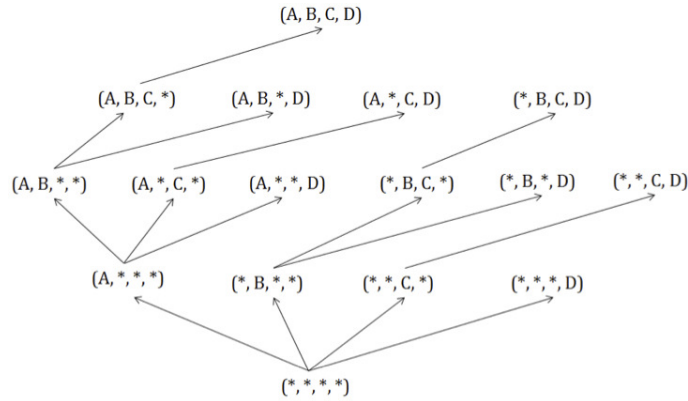 (A, B, C, D)
(A, B, C, *) (A, B, *, D) (A, *, C, D) (*, B, C, D)
(A, B, *, *) (A, *, C, *) (A, *, *, D) (*, B, C, *) (*, B, *, D) (*, *, C, D)
(A, *, *, *) (*, B, *, *) (*, *, C, *) (*, *, *, D)
(*, *, *, *)